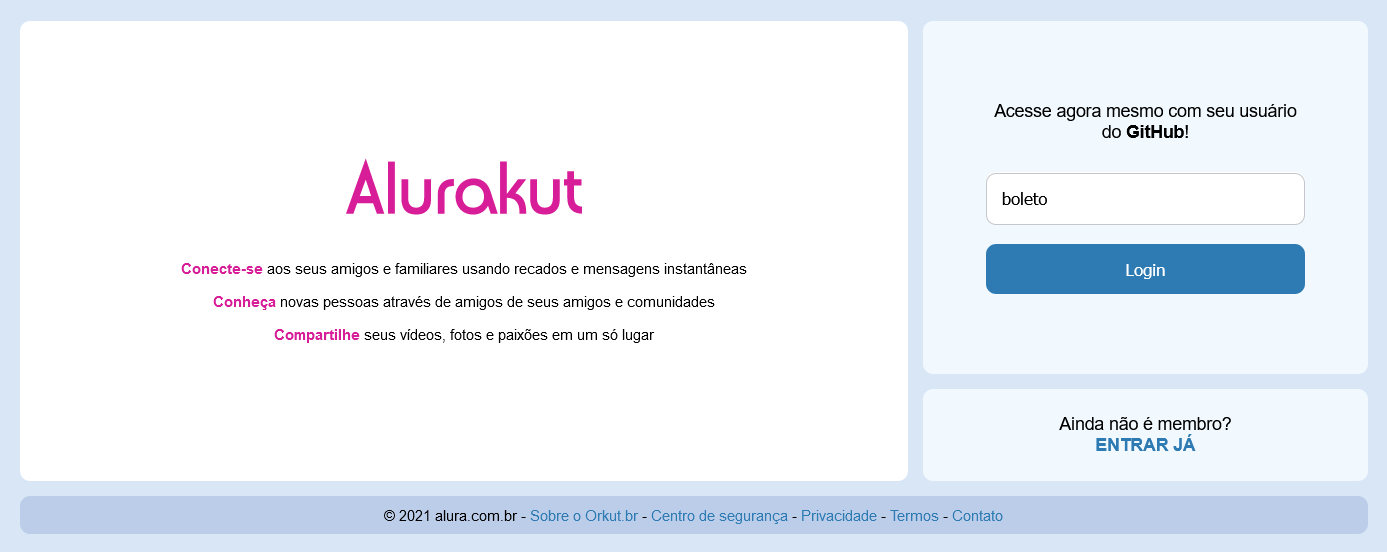 Alurakut
Conecte-se aos seus amigos e familiares usando recados e mensagens instantâneas
Conheça novas pessoas através de amigos de seus amigos e comunidades
Compartilhe seus vídeos, fotos e paixões em um só lugar
Acesse agora mesmo com seu usuário
do GitHub!
boleto
Login
Ainda não é membro?
ENTRAR JÁ
© 2021 alura.com.br - Sobre o Orkut.br - Centro de segurança - Privacidade - Termos - Contato